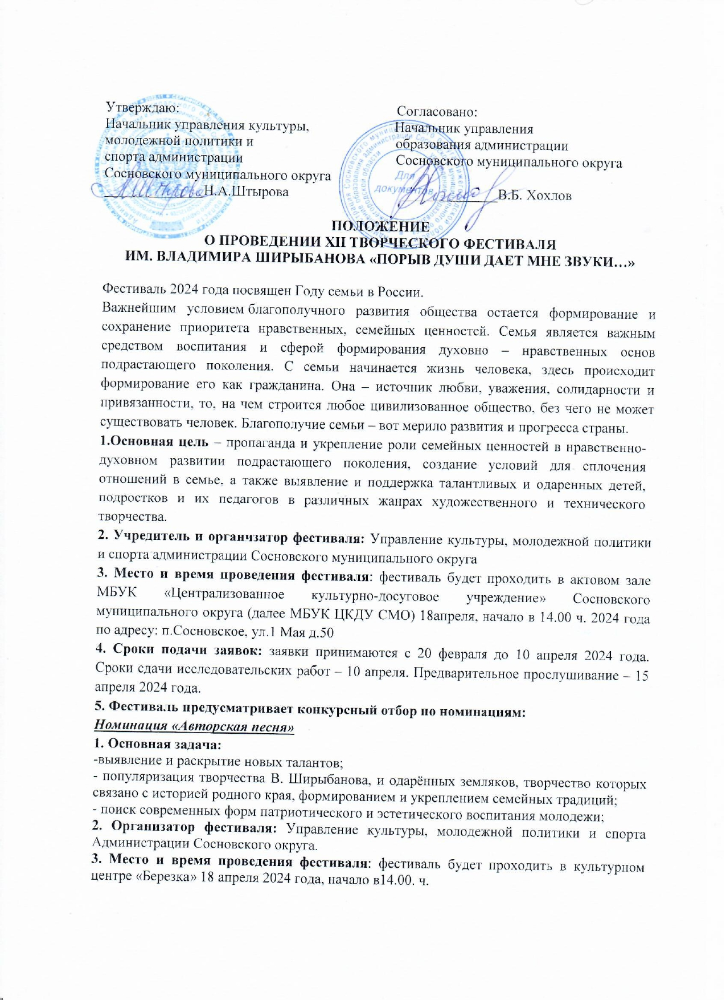 Утверждаю:
Начальник управления культуры,
молодежной политики и
спорта администрации
Сосновского муниципального округа
Н.А.Штырова
Согласовано:
Начальник управления
образования администрации
Сосновского муниципального округа
В.Б. Хохлов
Для
документов
ПОЛОЖЕНИЕ
О ПРОВЕДЕНИИ XII ТВОРЧЕСКОГО ФЕСТИВАЛЯ
ИМ. ВЛАДИМИРА ШИРЫБАНОВА «ПОРЫВ ДУШИ ДАЕТ МНЕ ЗВУКИ…»
Фестиваль 2024 года посвящен Году семьи в России.
Важнейшим условием благополучного развития общества остается формирование и
сохранение приоритета нравственных, семейных ценностей. Семья является важным
средством воспитания и сферой формирования духовно – нравственных основ
подрастающего поколения. С семьи начинается жизнь человека, здесь происходит
формирование его как гражданина. Она – источник любви, уважения, солидарности и
привязанности, то, на чем строится любое цивилизованное общество, без чего не может
существовать человек. Благополучие семьи – вот мерило развития и прогресса страны.
1.Основная цель – пропаганда и укрепление роли семейных ценностей в нравственно-
духовном развитии подрастающего поколения, создание условий для сплочения
отношений в семье, а также выявление и поддержка талантливых и одаренных детей,
подростков и их педагогов в различных жанрах художественного и технического
творчества.
2. Учредитель и организатор фестиваля: Управление культуры, молодежной политики
и спорта администрации Сосновского муниципального округа
3. Место и время проведения фестиваля: фестиваль будет проходить в актовом зале
МБУК «Централизованное культурно-досуговое учреждение» Сосновского
муниципального округа (далее МБУК ЦКДУ СМО) 18апреля, начало в 14.00 ч. 2024 года
по адресу: п.Сосновское, ул.1 Мая д.50
4. Сроки подачи заявок: заявки принимаются с 20 февраля до 10 апреля 2024 года.
Сроки сдачи исследовательских работ – 10 апреля. Предварительное прослушивание – 15
апреля 2024 года.
5. Фестиваль предусматривает конкурсный отбор по номинациям:
Номинация «Авторская песня»
1. Основная задача:
-выявление и раскрытие новых талантов;
- популяризация творчества В. Ширыбанова, и одарённых земляков, творчество которых
связано с историей родного края, формированием и укреплением семейных традиций;
- поиск современных форм патриотического и эстетического воспитания молодежи;
2. Организатор фестиваля: Управление культуры, молодежной политики и спорта
Администрации Сосновского округа.
3. Место и время проведения фестиваля: фестиваль будет проходить в культурном
центре «Березка» 18 апреля 2024 года, начало в14.00. ч.